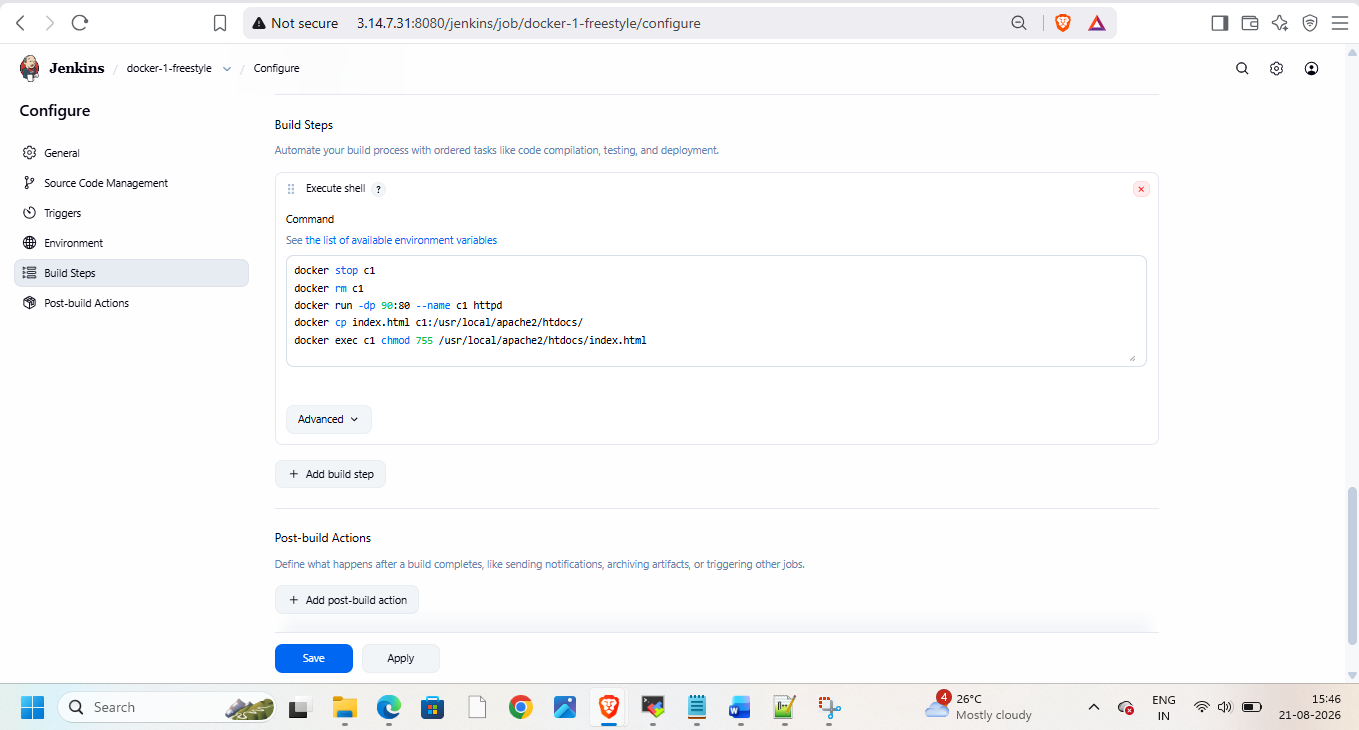 Not secure 3.14.7.31:8080/jenkins/job/docker-1-freestyle/configure
Jenkins / docker-1-freestyle / Configure
Configure
General
Source Code Management
Triggers
Environment
Build Steps
Post-build Actions
Build Steps
Automate your build process with ordered tasks like code compilation, testing, and deployment.
Execute shell ?
Command
See the list of available environment variables
docker stop c1
docker rm c1
docker run -dp 90:80 --name c1 httpd
docker cp index.html c1:/usr/local/apache2/htdocs/
docker exec c1 chmod 755 /usr/local/apache2/htdocs/index.html
Advanced
+ Add build step
Post-build Actions
Define what happens after a build completes, like sending notifications, archiving artifacts, or triggering other jobs.
+ Add post-build action
Save Apply
Search
4
26°C
Mostly cloudy
ENG
IN
15:46
21-08-2026